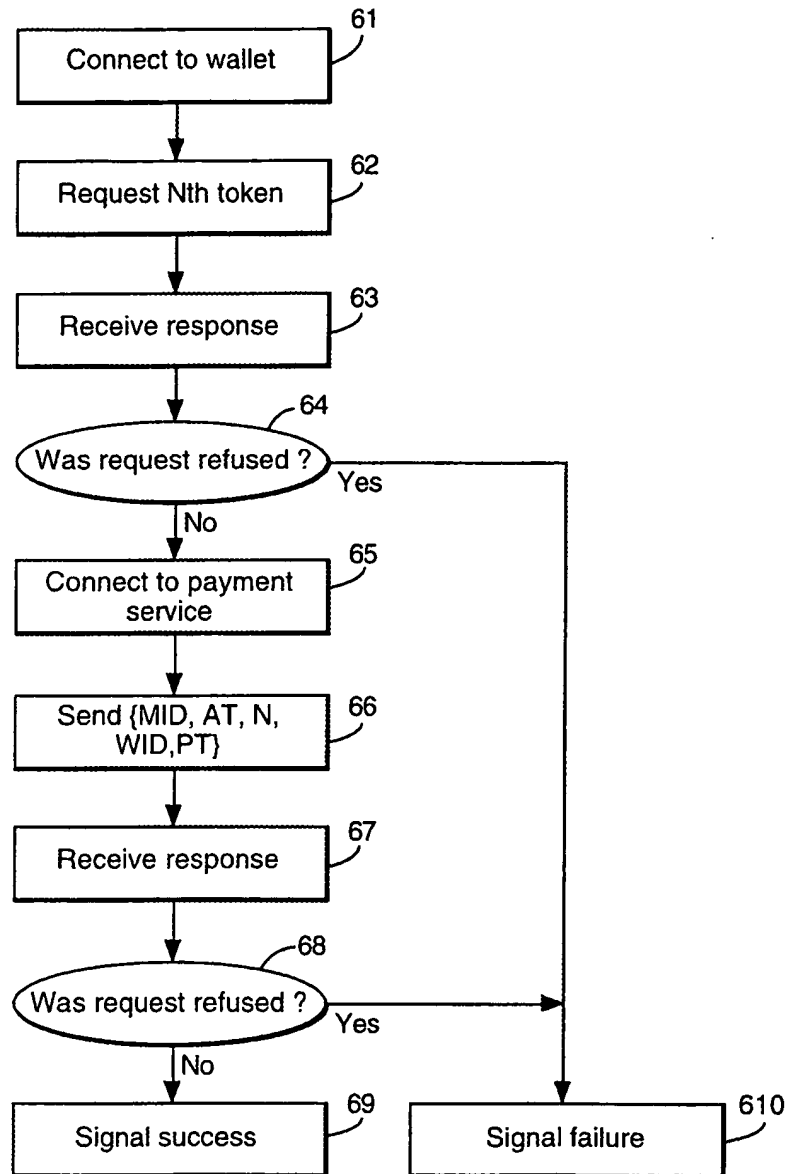 61
Connect to wallet
62
Request Nth token
63
Receive response
64
Was request refused ?
Yes
No
65
Connect to payment
service
66
Send {MID, AT, N,
WID,PT}
67
Receive response
68
Was request refused ?
Yes
No
69
Signal success
610
Signal failure